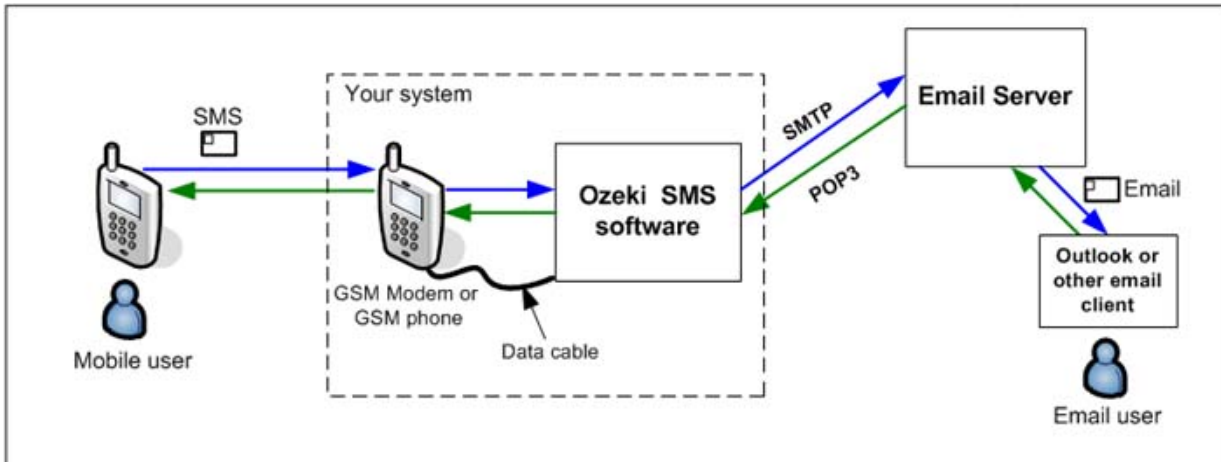 SMS
Your system
Ozeki SMS
software
GSM Modem or
GSM phone
Data cable
Mobile user
SMTP
POP3
Email Server
Email
Outlook or
other email
client
Email user